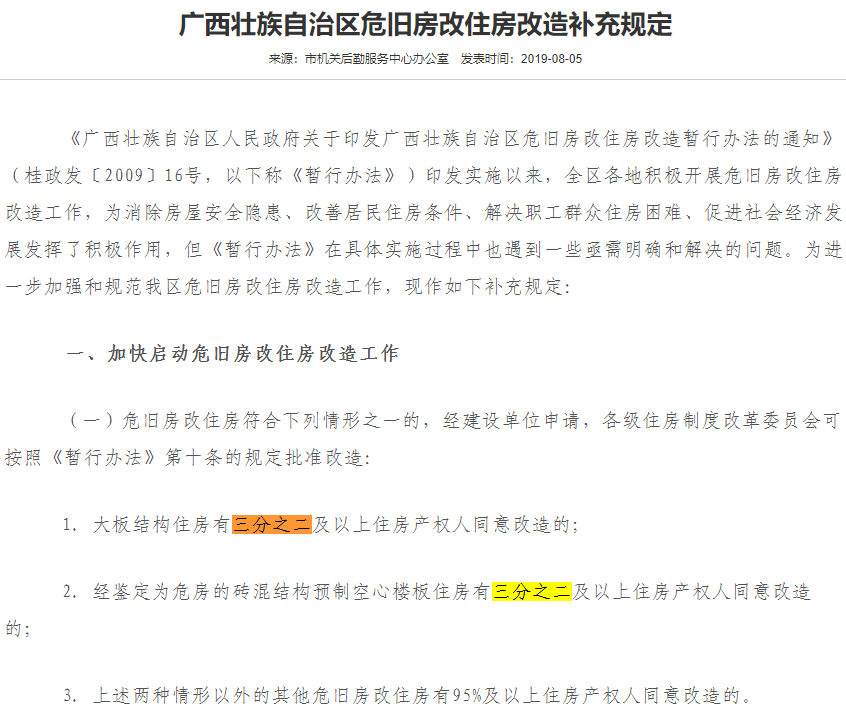 广西壮族自治区危旧房改住房改造补充规定
来源：市机关后勤服务中心办公室 发表时间：2019-08-05
《广西壮族自治区人民政府关于印发广西壮族自治区危旧房改住房改造暂行办法的通知》
（桂政发〔2009〕16号，以下称《暂行办法》）印发实施以来，全区各地积极开展危旧房改住房
改造工作，为消除房屋安全隐患、改善居民住房条件、解决职工群众住房困难、促进社会经济发
展发挥了积极作用，但《暂行办法》在具体实施过程中也遇到一些亟需明确和解决的问题。为进
一步加强和规范我区危旧房改住房改造工作，现作如下补充规定：
一、加快启动危旧房改住房改造工作
（一）危旧房改住房符合下列情形之一的，经建设单位申请，各级住房制度改革委员会可
按照《暂行办法》第十条的规定批准改造：
1. 大板结构住房有三分之二及以上住房产权人同意改造的；
2. 经鉴定为危房的砖混结构预制空心楼板住房有三分之二及以上住房产权人同意改造
的；
3. 上述两种情形以外的其他危旧房改住房有95%及以上住房产权人同意改造的。